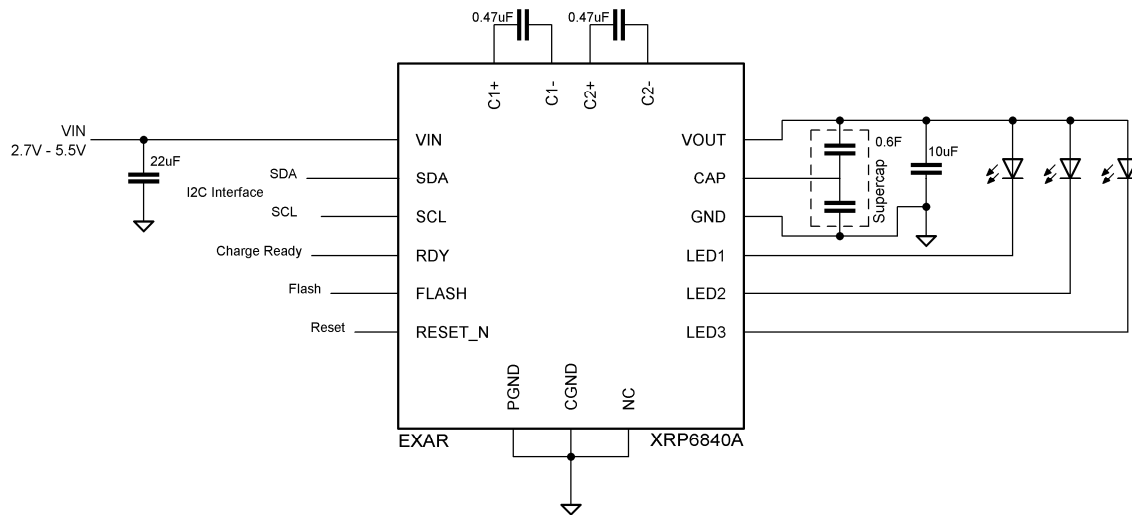 0.47uF
0.47uF
C1+
C1-
C2+
C2-
VIN
2.7V - 5.5V
22uF
SDA
I2C Interface
SCL
Charge Ready
Flash
Reset
VIN
SDA
SCL
RDY
FLASH
RESET_N
VOUT
CAP
GND
LED1
LED2
LED3
PGND
CGND
NC
0.6F
Supercap
10uF
EXAR
XRP6840A